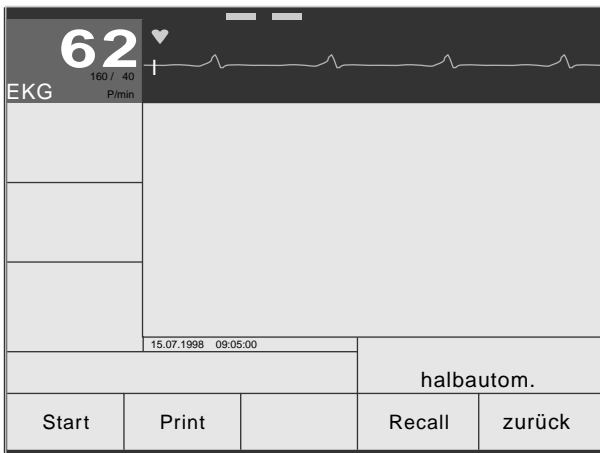 62
160 / 40
EKG P/min
15.07.1998 09:05:00
halbautom.
Start Print Recall zurück